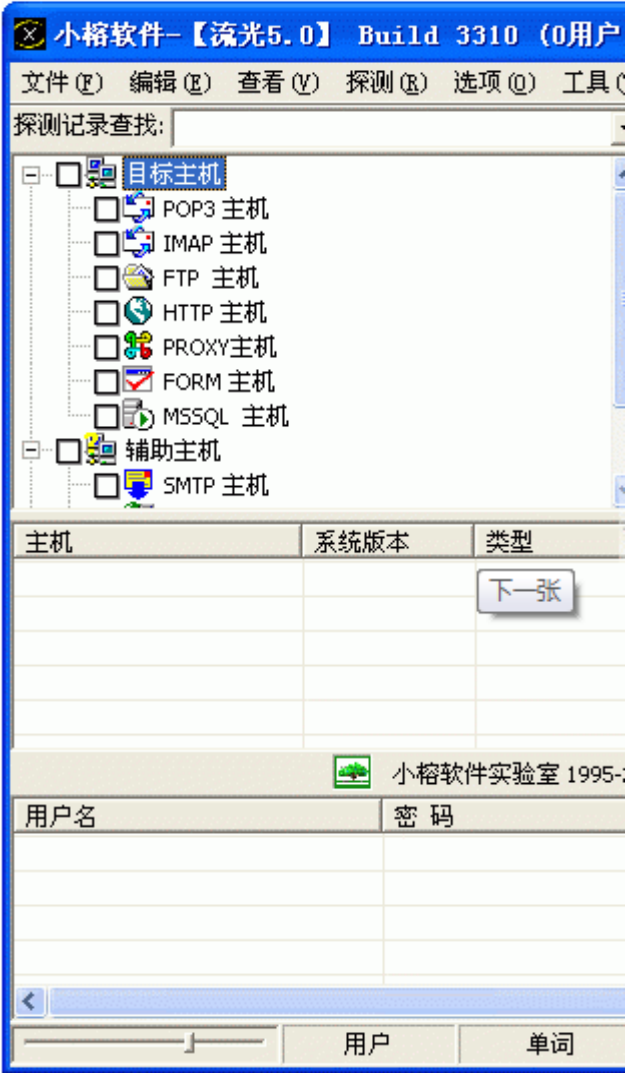 小榕软件-【流光5.0】 Build 3310 (0用户
文件(F) 编辑(E) 查看(V) 探测(R) 选项(O) 工具(
探测记录查找:
目标主机
POP3 主机
IMAP 主机
FTP 主机
HTTP 主机
PROXY主机
FORM 主机
MSSQL 主机
辅助主机
SMTP 主机
主机 系统版本 类型
下一张
小榕软件实验室 1995-
用户名 密 码
用户 单词